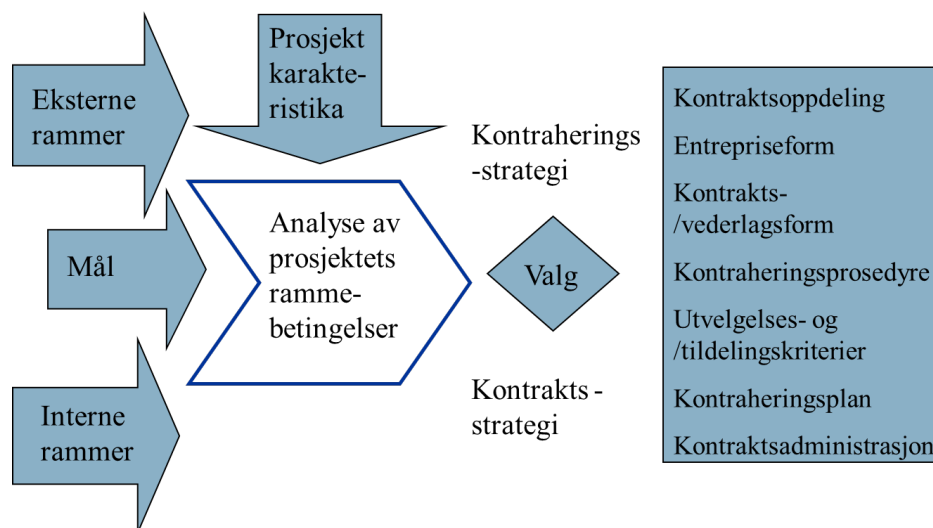 Eksterne
rammer
Prosjekt
karakte-
ristika
Mål
Interne
rammer
Analyse av
prosjektets
ramme-
betingelser
Kontraherings
-strategi
Valg
Kontrakts -
strategi
Kontraktsoppdeling
Entrepriseform
Kontrakts-
/vederlagsform
Kontraheringsprosedyre
Utvelgelses- og
/tildelingskriterier
Kontraheringsplan
Kontraktsadministrasjon